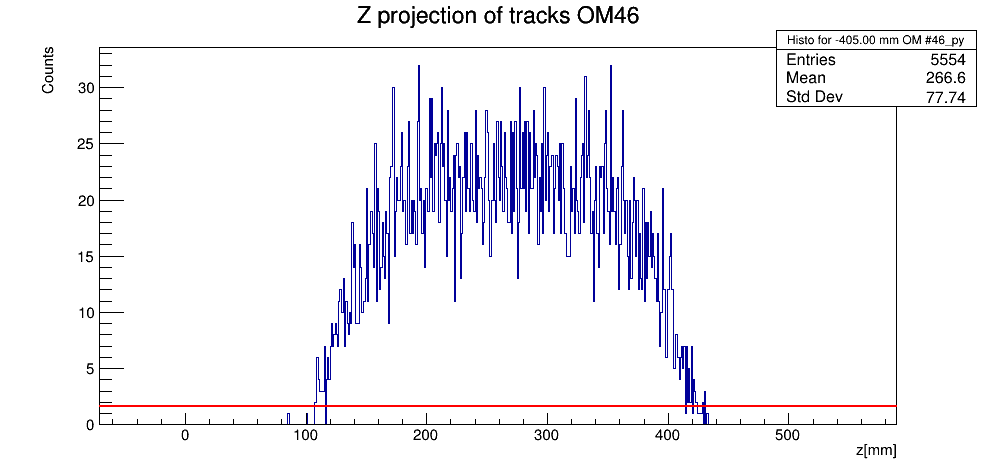 Z projection of tracks OM46
Histo for -405.00 mm OM #46_py
Entries 5554
Mean 266.6
Std Dev 77.74
Counts
30
25
20
15
10
5
0
0 100 200 300 400 500
z[mm]